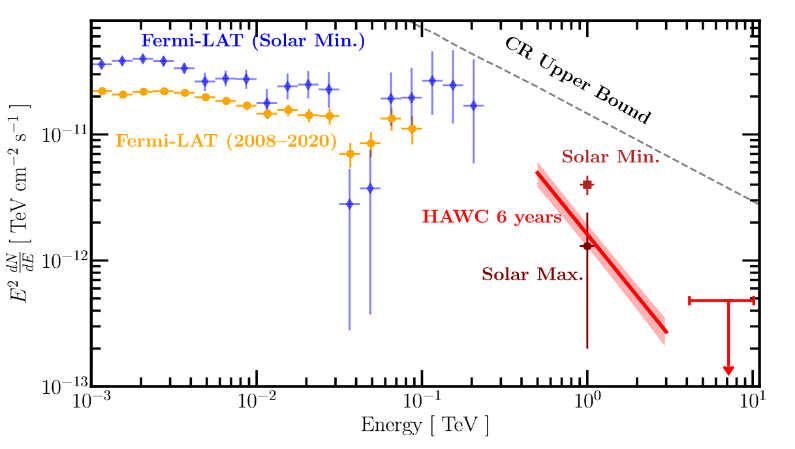 Fermi-LAT (Solar Min.)
CR Upper Bound
10⁻¹¹
Fermi-LAT (2008–2020)
Solar Min.
E² dN/dE [ TeV cm⁻² s⁻¹ ]
HAWC 6 years
10⁻¹²
Solar Max.
10⁻¹³
10⁻³ 10⁻² 10⁻¹ 10⁰ 10¹
Energy [ TeV ]